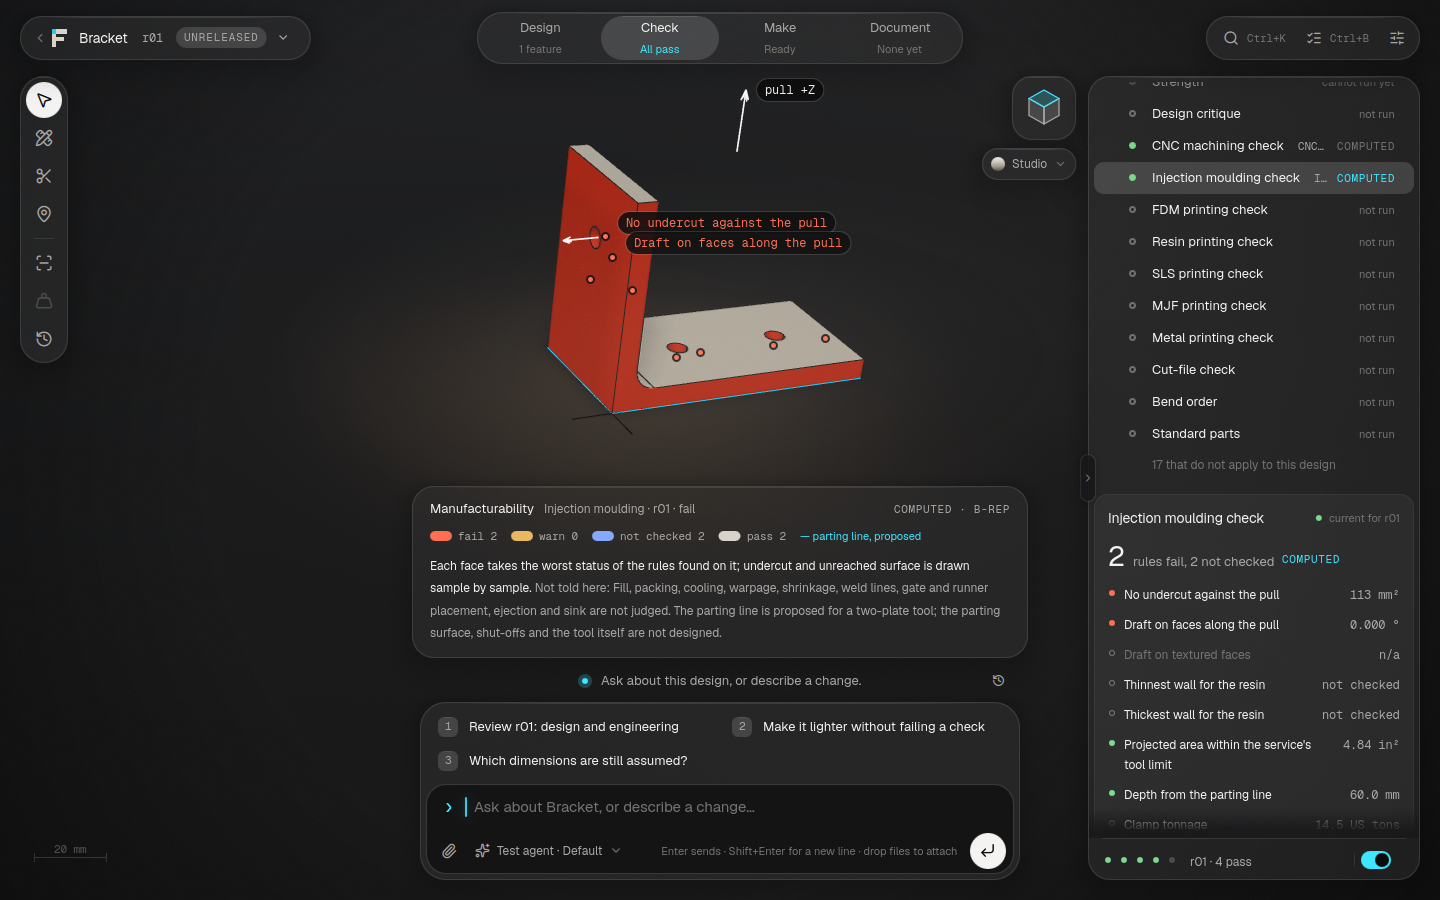 Bracket r01 UNRELEASED
Design
1 feature
Check
All pass
Make
Ready
Document
None yet
Ctrl+K
Ctrl+B
pull +Z
Studio
No undercut against the pull
Draft on faces along the pull
20 mm
Strength cannot run yet
Design critique not run
CNC machining check CNC… COMPUTED
Injection moulding check I… COMPUTED
FDM printing check not run
Resin printing check not run
SLS printing check not run
MJF printing check not run
Metal printing check not run
Cut-file check not run
Bend order not run
Standard parts not run
17 that do not apply to this design
Injection moulding check current for r01
2 rules fail, 2 not checked COMPUTED
No undercut against the pull 113 mm²
Draft on faces along the pull 0.000 °
Draft on textured faces n/a
Thinnest wall for the resin not checked
Thickest wall for the resin not checked
Projected area within the service's 4.84 in²
tool limit
Depth from the parting line 60.0 mm
Clamp tonnage 14.5 US tons
r01 · 4 pass
Manufacturability Injection moulding · r01 · fail COMPUTED · B-REP
fail 2 warn 0 not checked 2 pass 2 — parting line, proposed
Each face takes the worst status of the rules found on it; undercut and unreached surface is drawn
sample by sample. Not told here: Fill, packing, cooling, warpage, shrinkage, weld lines, gate and runner
placement, ejection and sink are not judged. The parting line is proposed for a two-plate tool; the parting
surface, shut-offs and the tool itself are not designed.
Ask about this design, or describe a change.
1 Review r01: design and engineering
2 Make it lighter without failing a check
3 Which dimensions are still assumed?
Ask about Bracket, or describe a change…
Test agent · Default
Enter sends · Shift+Enter for a new line · drop files to attach